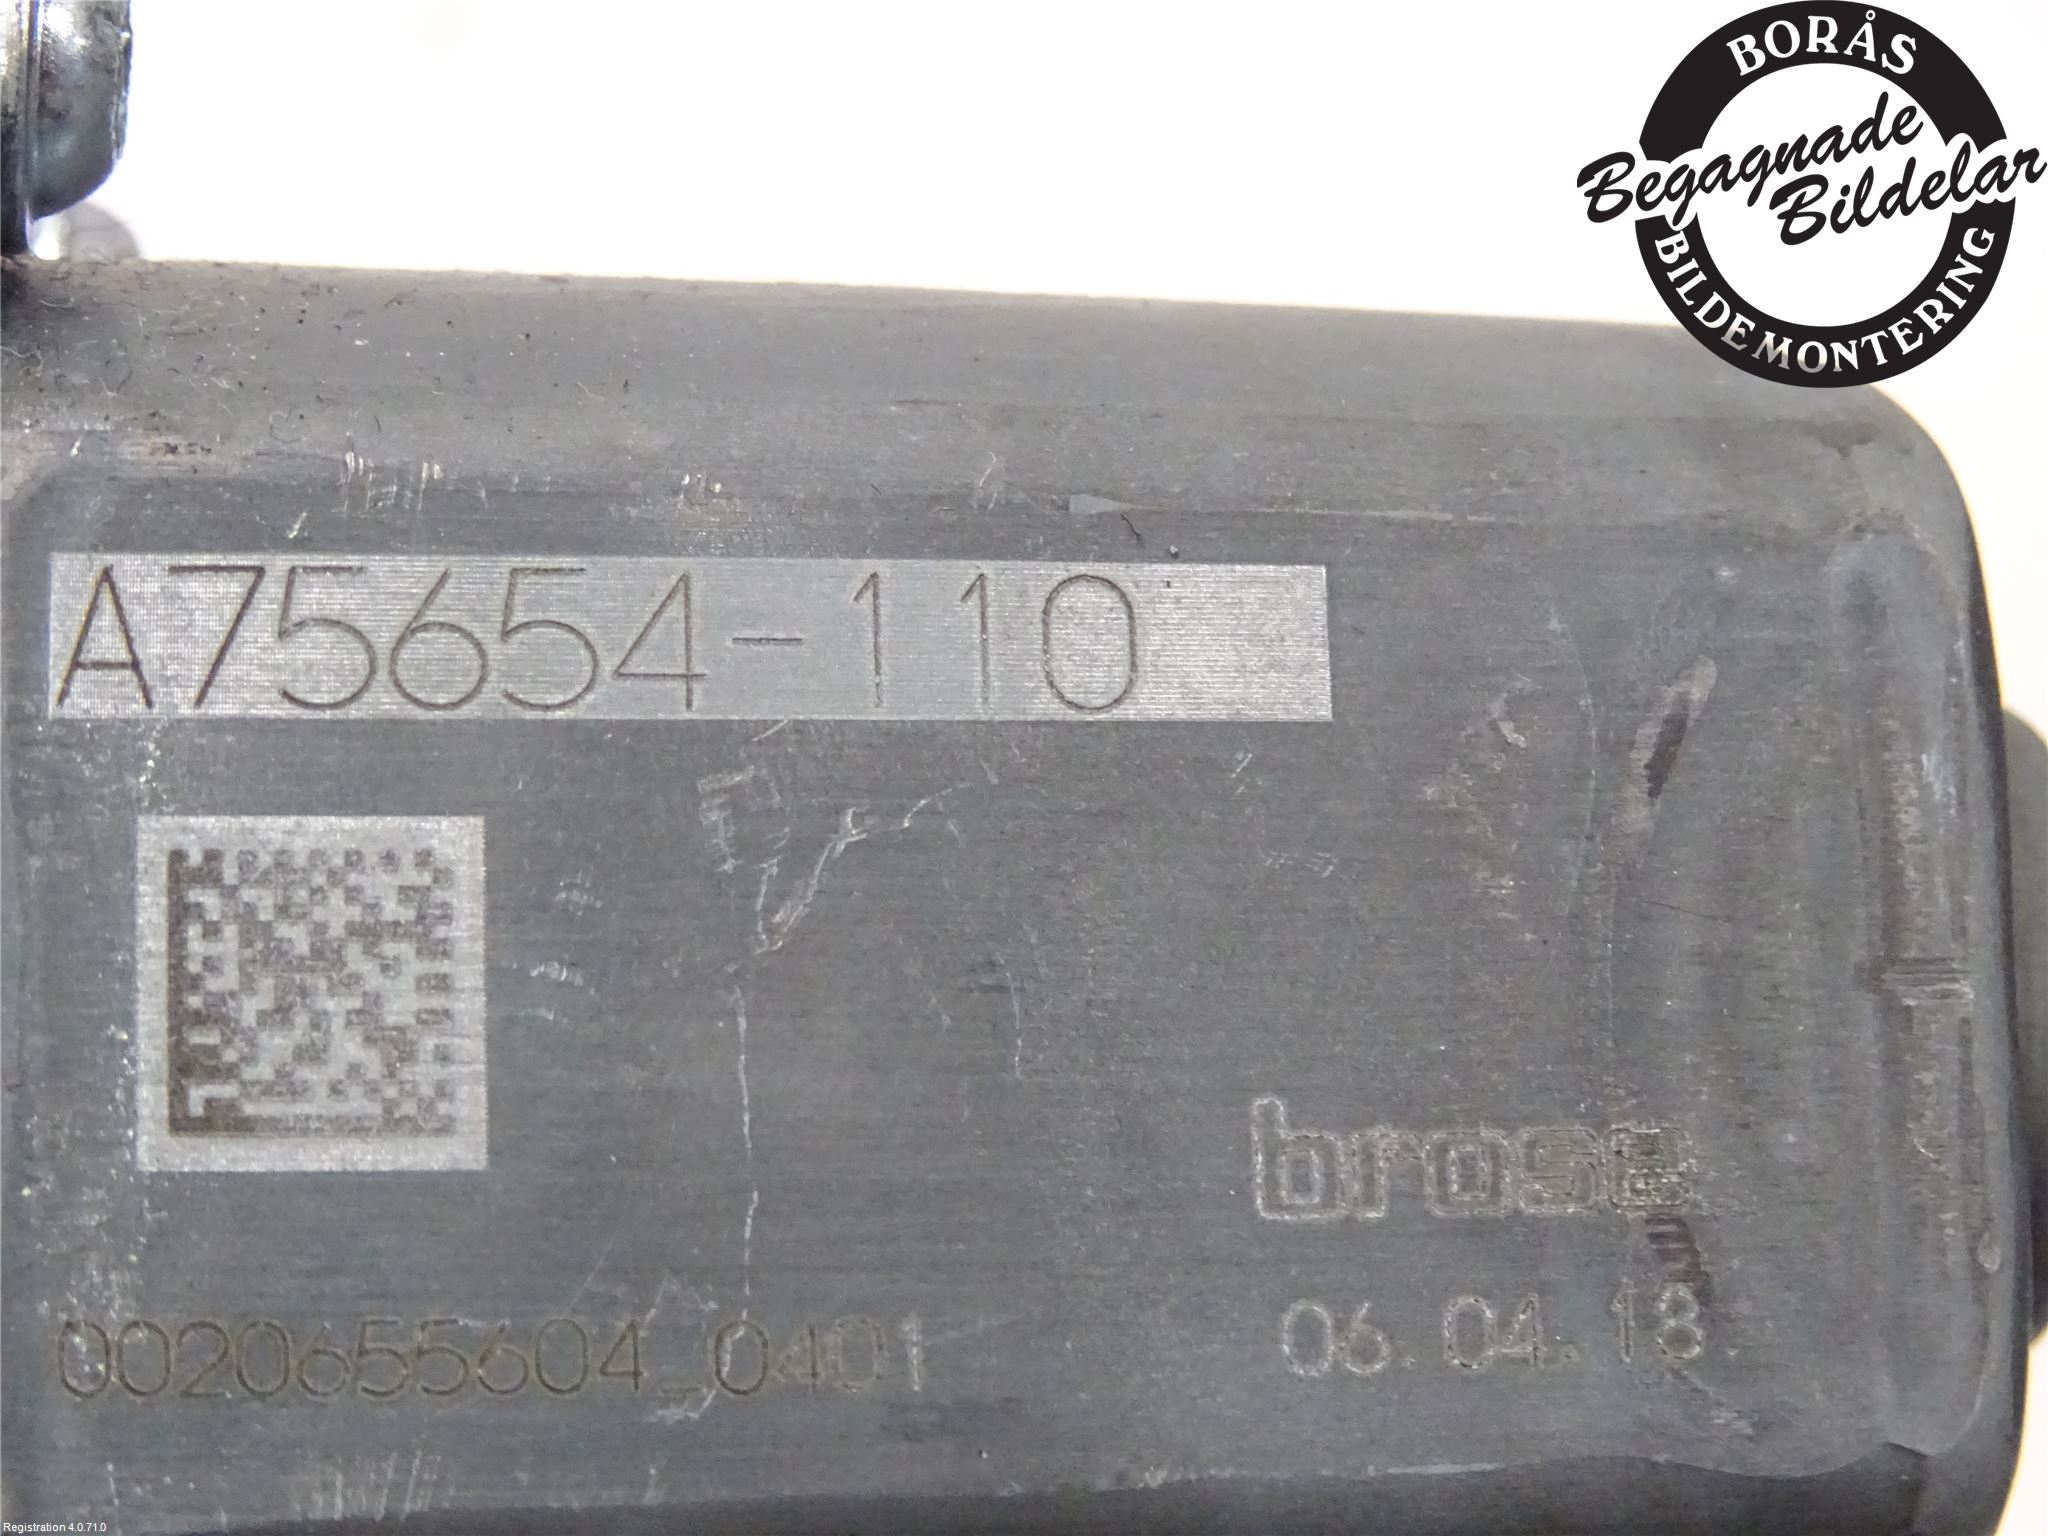 BORÅS
Begagnade
Bildelar
BILDEMONTERING
A75654-110
brose
0020655604_0401
06.04.18
Registration 4.0.71.0